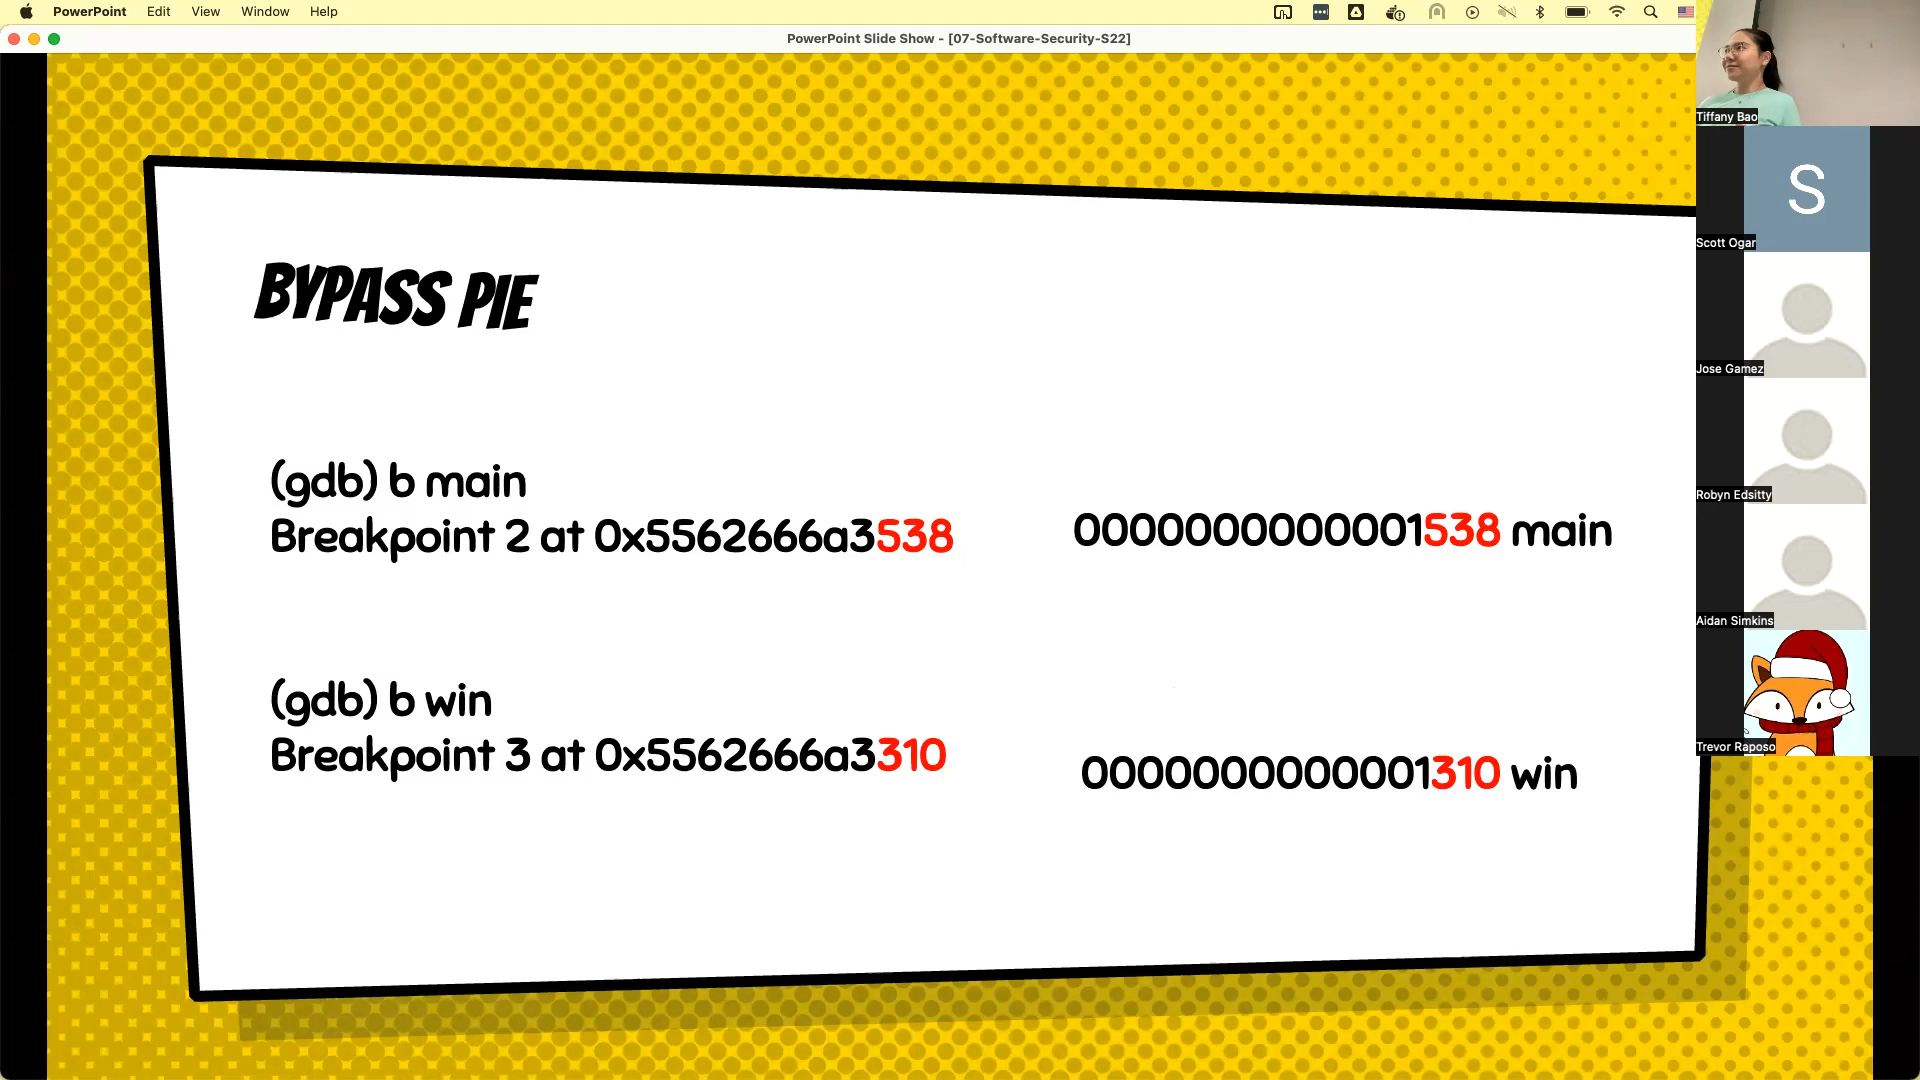 PowerPoint Edit View Window Help
PowerPoint Slide Show - [07-Software-Security-S22]
Tiffany Bao
S
Scott Ogar
Jose Gamez
Robyn Edsitty
Aidan Simkins
Trevor Raposo
BYPASS PIE
(gdb) b main
Breakpoint 2 at 0x5562666a3538
0000000000001538 main
(gdb) b win
Breakpoint 3 at 0x5562666a3310
0000000000001310 win